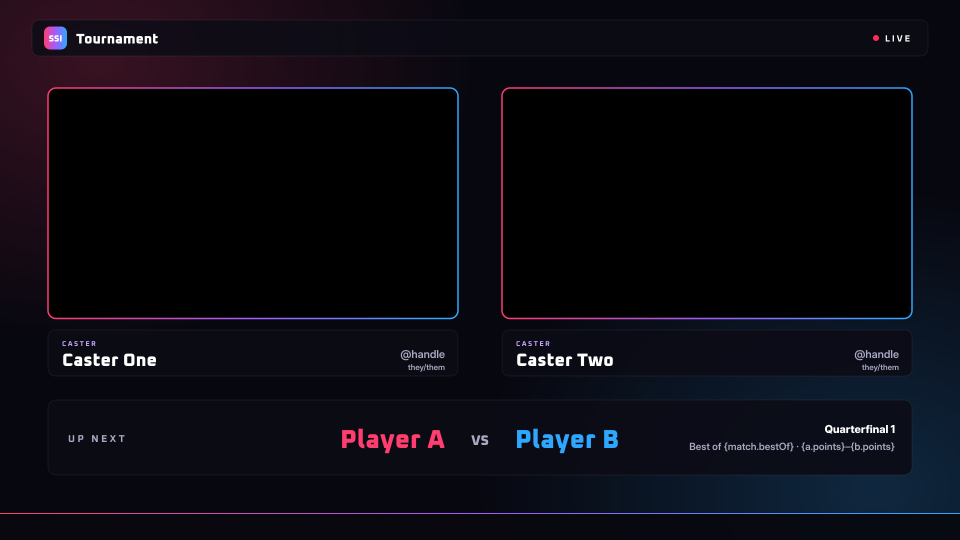 SSI Tournament
LIVE
CASTER
Caster One
@handle
they/them
CASTER
Caster Two
@handle
they/them
UP NEXT
Player A vs Player B
Quarterfinal 1
Best of {match.bestOf} · {a.points}–{b.points}